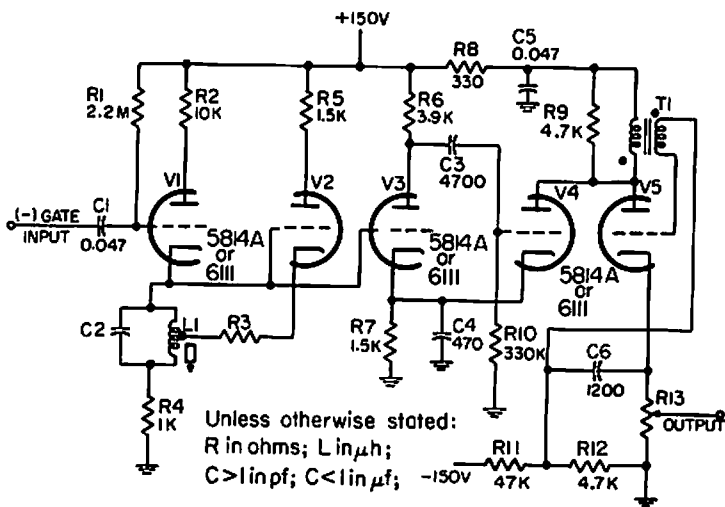 +150V
R1
2.2M
R2
10K
R5
1.5K
R6
3.9K
R8
330
C5
0.047
R9
4.7K
T1
C3
4700
V1
V2
V3
V4
V5
(-) GATE
INPUT
C1
0.047
5814A
or
6111
5814A
or
6111
5814A
or
6111
C2
L1
R3
R4
1K
R7
1.5K
C4
470
R10
330K
C6
1200
R13
OUTPUT
R11
47K
R12
4.7K
-150V
Unless otherwise stated:
R in ohms; L in μh;
C>1 in pf; C<1 in μf;